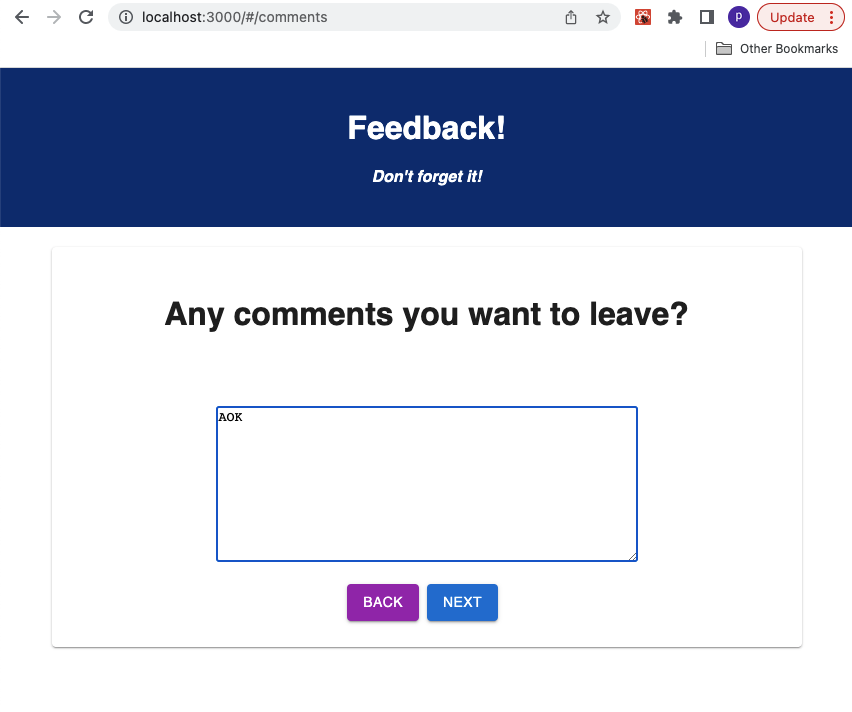 localhost:3000/#/comments
p
Update
Other Bookmarks
Feedback!
Don't forget it!
Any comments you want to leave?
AOK
BACK
NEXT